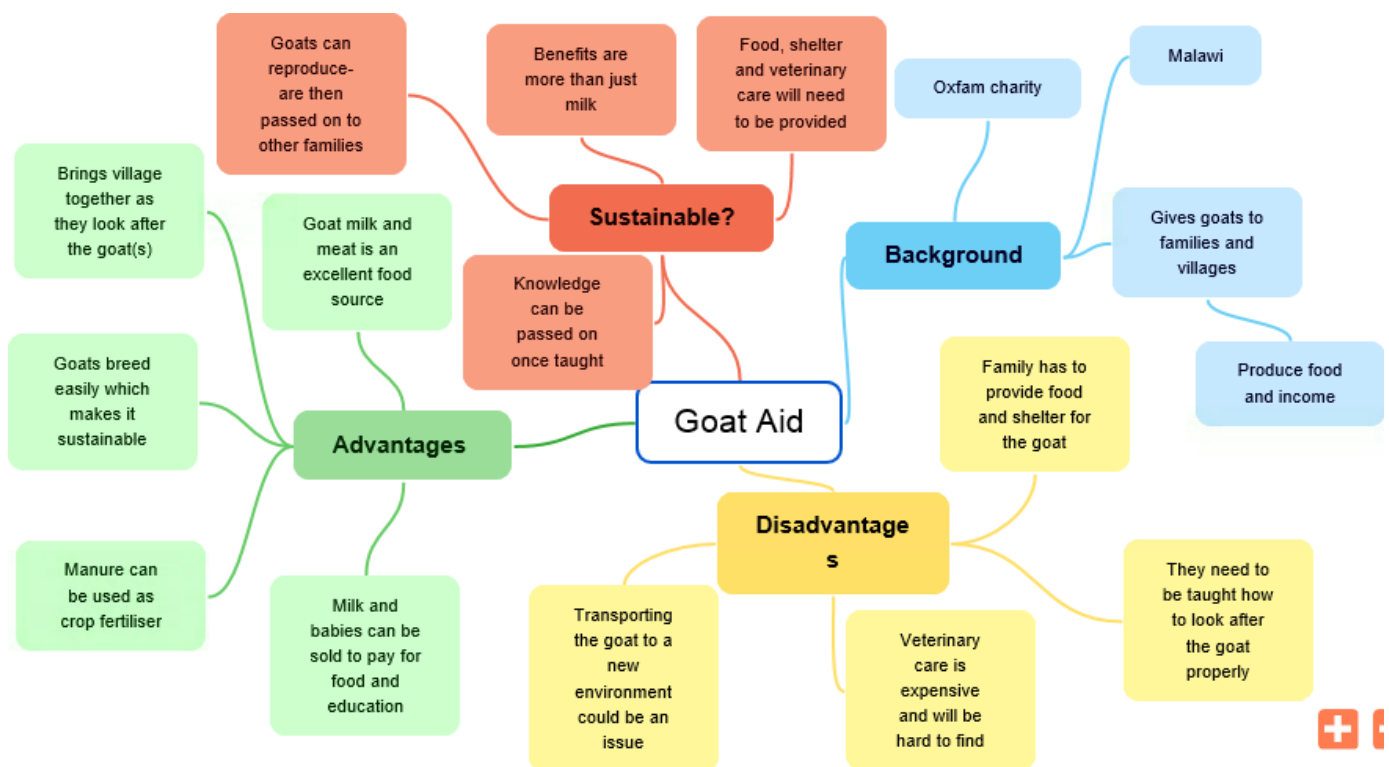 Goats can
reproduce-
are then
passed on to
other families
Benefits are
more than just
milk
Food, shelter
and veterinary
care will need
to be provided
Sustainable?
Knowledge
can be
passed on
once taught
Oxfam charity
Malawi
Background
Gives goats to
families and
villages
Produce food
and income
Brings village
together as
they look after
the goat(s)
Goat milk and
meat is an
excellent food
source
Goats breed
easily which
makes it
sustainable
Advantages
Manure can
be used as
crop fertiliser
Milk and
babies can be
sold to pay for
food and
education
Goat Aid
Family has to
provide food
and shelter for
the goat
Disadvantage
s
Transporting
the goat to a
new
environment
could be an
issue
Veterinary
care is
expensive
and will be
hard to find
They need to
be taught how
to look after
the goat
properly